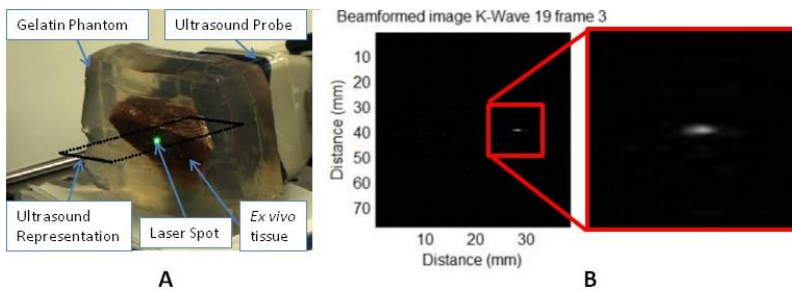 Gelatin Phantom
Ultrasound Probe
Ultrasound
Representation
Laser Spot
Ex vivo
tissue
A
Beamformed image K-Wave 19 frame 3
Distance (mm)
10
20
30
40
50
60
70
10 20 30
Distance (mm)
B